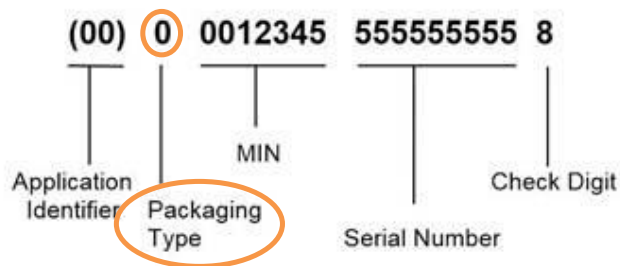 (00) 0 0012345 555555555 8
MIN
Application
Identifier
Packaging
Type
Serial Number
Check Digit